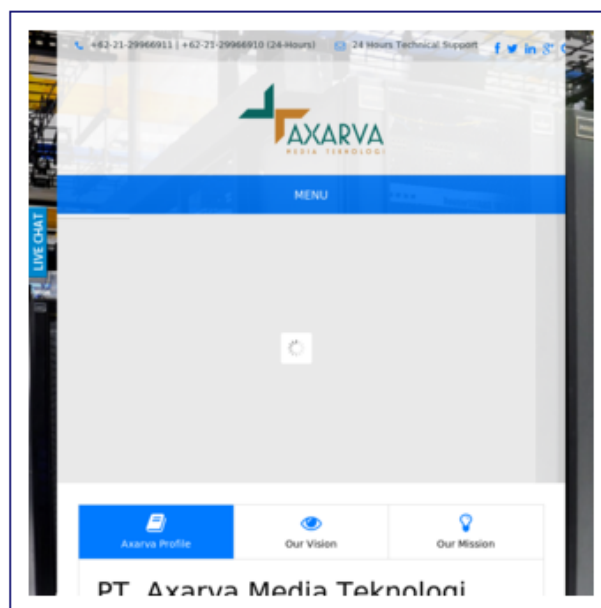 +62-21-29966911 | +62-21-29966910 (24-Hours) 24 Hours Technical Support
AXARVA
MEDIA TEKNOLOGI
MENU
LIVE CHAT
Axarva Profile Our Vision Our Mission
PT. Axarva Media Teknologi